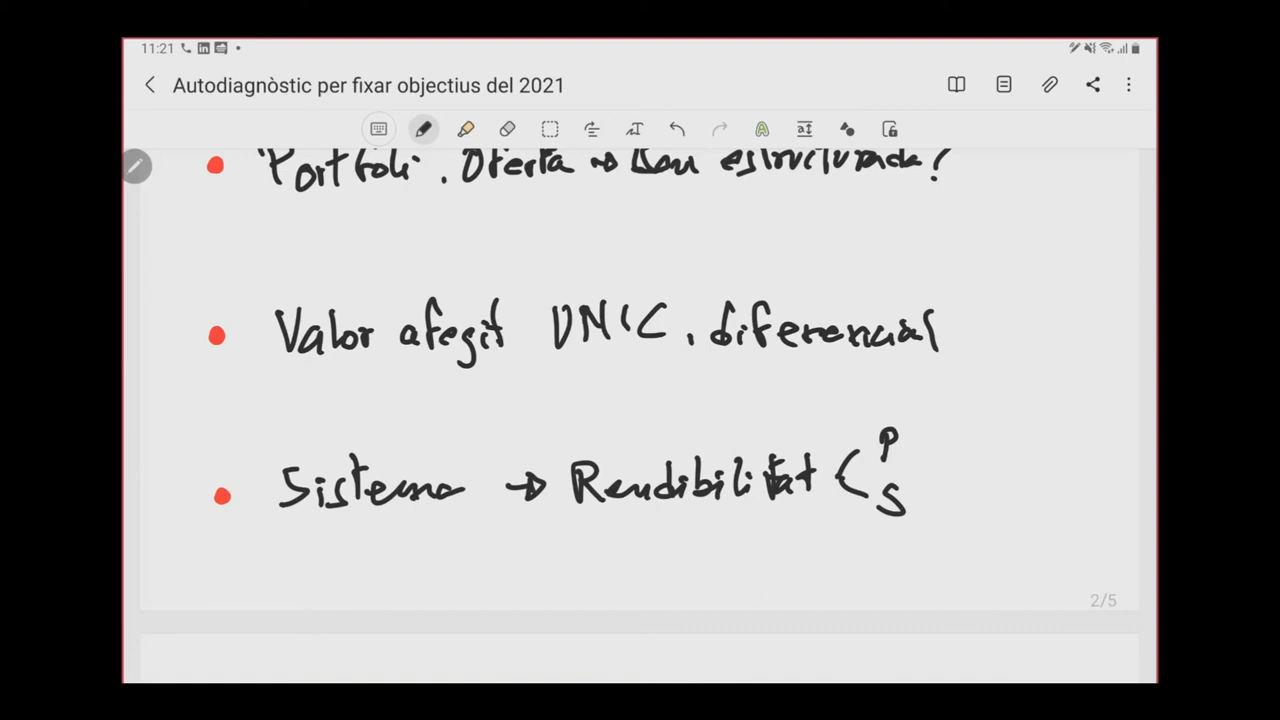 11:21
Autodiagnòstic per fixar objectius del 2021
Portfoli. Oferta → Ben estructurada?
Valor afegit UNIC. diferencial
Sistema → Rendibilitat < P
S
2/5